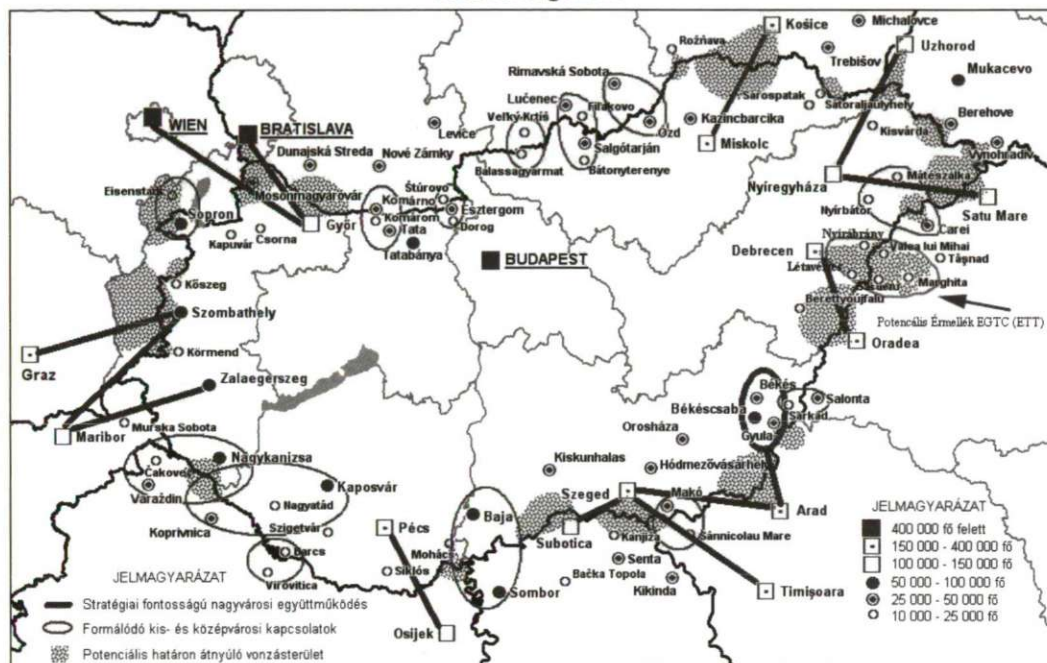 Košice
Michalovce
Rožňava
Uzhorod
Trebišov
Rimavská Sobota
Mukacevo
Sárospatak
WIEN
BRATISLAVA
Lučenec
Fiľakovo
Sátoraljaújhely
Veľký Krtíš
Kazincbarcika
Berehove
Levice
Ózd
Kisvárda
Dunajská Streda
Nové Zámky
Salgótarján
Miskolc
Vynohradiv
Balassagyarmat
Bátonyterenye
Eisenstadt
Mosonmagyaróvár
Štúrovo
Mátészalka
Komárno
Nyíregyháza
Sopron
Komárom
Esztergom
Nyírbátor
Satu Mare
Győr
Tata
Dorog
Carei
Kapuvár
Csorna
Tatabánya
Nyírábrány
Debrecen
Valea lui Mihai
BUDAPEST
Tăşnad
Létavértes
Săcueni
Marghita
Kőszeg
Berettyóújfalu
Szombathely
Potencális Érmellék EGTC (ETT)
Oradea
Körmend
Graz
Zalaegerszeg
Békés
Salonta
Békéscsaba
Sarkad
Murska Sobota
Maribor
Orosháza
Gyula
Nagykanizsa
Kiskunhalas
Hódmezővásárhely
Čakovec
Kaposvár
Szeged
Makó
Varaždin
Nagyatád
Arad
Pécs
Baja
Koprivnica
Szigetvár
Subotica
Kanjiza
Sânnicolau Mare
Mohács
Barcs
Senta
Siklós
Virovitica
Bačka Topola
Sombor
Kikinda
Timişoara
Osijek
JELMAGYARÁZAT
Stratégiai fontosságú nagyvárosi együttműködés
Formálódó kis- és középvárosi kapcsolatok
Potenciális határon átnyúló vonzásterület
JELMAGYARÁZAT
400 000 fő felett
150 000 - 400 000 fő
100 000 - 150 000 fő
50 000 - 100 000 fő
25 000 - 50 000 fő
10 000 - 25 000 fő